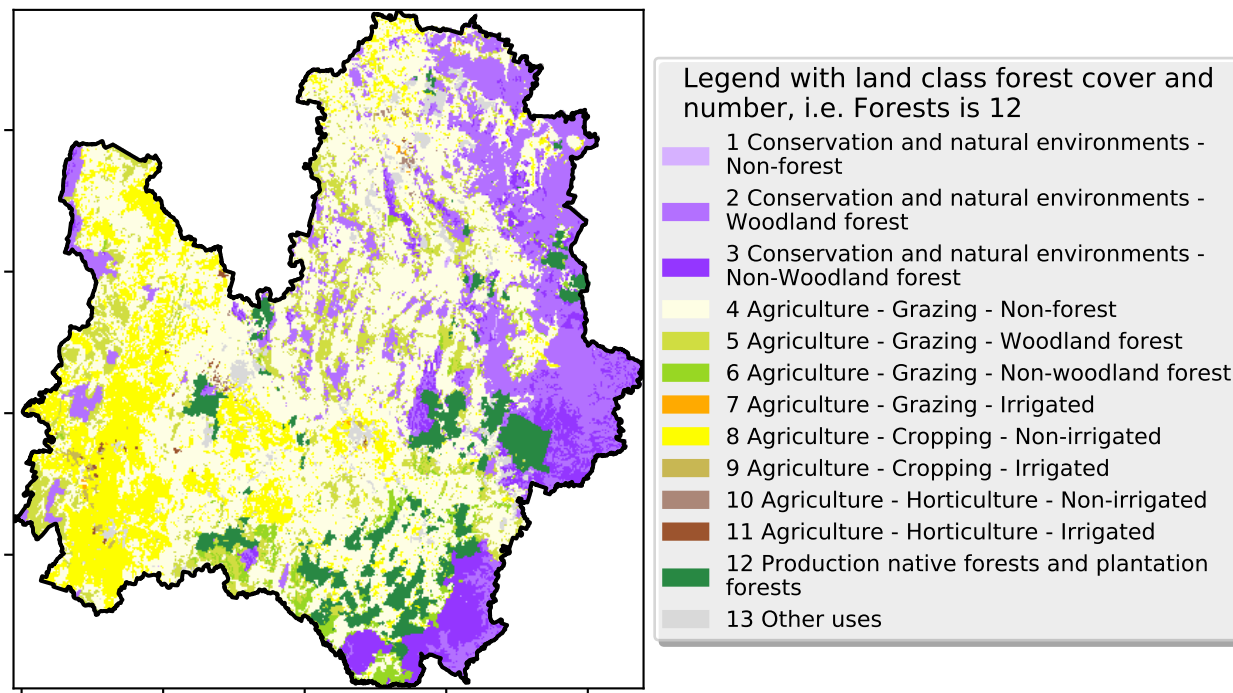 Legend with land class forest cover and
number, i.e. Forests is 12
1 Conservation and natural environments -
Non-forest
2 Conservation and natural environments -
Woodland forest
3 Conservation and natural environments -
Non-Woodland forest
4 Agriculture - Grazing - Non-forest
5 Agriculture - Grazing - Woodland forest
6 Agriculture - Grazing - Non-woodland forest
7 Agriculture - Grazing - Irrigated
8 Agriculture - Cropping - Non-irrigated
9 Agriculture - Cropping - Irrigated
10 Agriculture - Horticulture - Non-irrigated
11 Agriculture - Horticulture - Irrigated
12 Production native forests and plantation
forests
13 Other uses